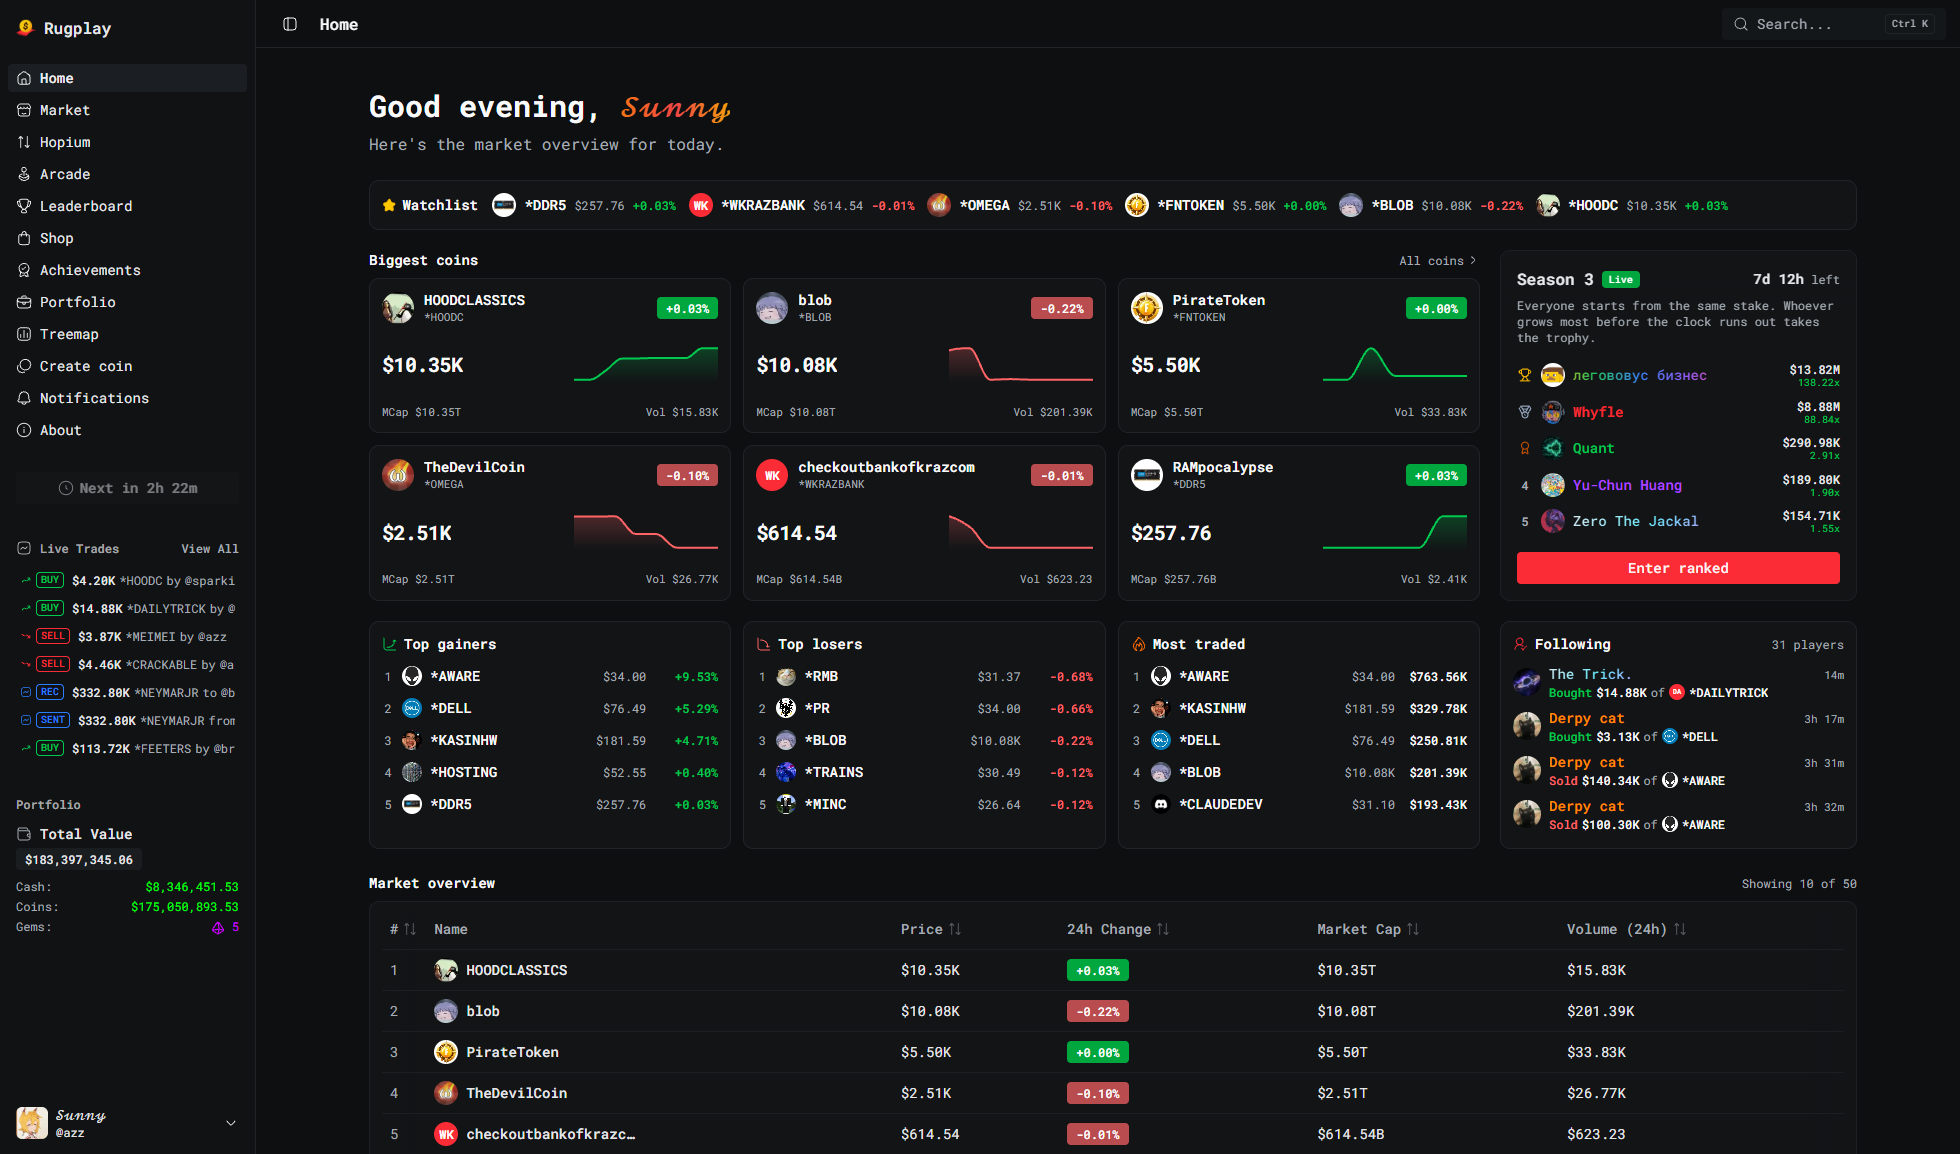 Rugplay
Home
Market
Hopium
Arcade
Leaderboard
Shop
Achievements
Portfolio
Treemap
Create coin
Notifications
About
Next in 2h 22m
Live Trades View All
BUY $4.20K *HOODC by @sparki
BUY $14.88K *DAILYTRICK by @
SELL $3.87K *MEIMEI by @azz
SELL $4.46K *CRACKABLE by @a
REC $332.80K *NEYMARJR to @b
SENT $332.80K *NEYMARJR from
BUY $113.72K *FEETERS by @br
Portfolio
Total Value
$183,397,345.06
Cash: $8,346,451.53
Coins: $175,050,893.53
Gems: 5
Sunny
@azz
Home
Search... Ctrl K
Good evening, Sunny
Here's the market overview for today.
Watchlist *DDR5 $257.76 +0.03% WK *WKRAZBANK $614.54 -0.01% *OMEGA $2.51K -0.10% *FNTOKEN $5.50K +0.00% *BLOB $10.08K -0.22% *HOODC $10.35K +0.03%
Biggest coins All coins
HOODCLASSICS
*HOODC
+0.03%
$10.35K
MCap $10.35T Vol $15.83K
blob
*BLOB
-0.22%
$10.08K
MCap $10.08T Vol $201.39K
PirateToken
*FNTOKEN
+0.00%
$5.50K
MCap $5.50T Vol $33.83K
TheDevilCoin
*OMEGA
-0.10%
$2.51K
MCap $2.51T Vol $26.77K
WK
checkoutbankofkrazcom
*WKRAZBANK
-0.01%
$614.54
MCap $614.54B Vol $623.23
RAMpocalypse
*DDR5
+0.03%
$257.76
MCap $257.76B Vol $2.41K
Season 3 Live 7d 12h left
Everyone starts from the same stake. Whoever
grows most before the clock runs out takes
the trophy.
легововус бизнес $13.82M
138.22x
Whyfle $8.88M
88.84x
Quant $290.98K
2.91x
4 Yu-Chun Huang $189.80K
1.90x
5 Zero The Jackal $154.71K
1.55x
Enter ranked
Top gainers
1 *AWARE $34.00 +9.53%
2 *DELL $76.49 +5.29%
3 *KASINHW $181.59 +4.71%
4 *HOSTING $52.55 +0.40%
5 *DDR5 $257.76 +0.03%
Top losers
1 *RMB $31.37 -0.68%
2 *PR $34.00 -0.66%
3 *BLOB $10.08K -0.22%
4 *TRAINS $30.49 -0.12%
5 *MINC $26.64 -0.12%
Most traded
1 *AWARE $34.00 $763.56K
2 *KASINHW $181.59 $329.78K
3 *DELL $76.49 $250.81K
4 *BLOB $10.08K $201.39K
5 *CLAUDEDEV $31.10 $193.43K
Following 31 players
The Trick. 14m
Bought $14.88K of DA *DAILYTRICK
Derpy cat 3h 17m
Bought $3.13K of *DELL
Derpy cat 3h 31m
Sold $140.34K of *AWARE
Derpy cat 3h 32m
Sold $100.30K of *AWARE
Market overview Showing 10 of 50
# Name Price 24h Change Market Cap Volume (24h)
1 HOODCLASSICS $10.35K +0.03% $10.35T $15.83K
2 blob $10.08K -0.22% $10.08T $201.39K
3 PirateToken $5.50K +0.00% $5.50T $33.83K
4 TheDevilCoin $2.51K -0.10% $2.51T $26.77K
5 WK checkoutbankofkrazc… $614.54 -0.01% $614.54B $623.23